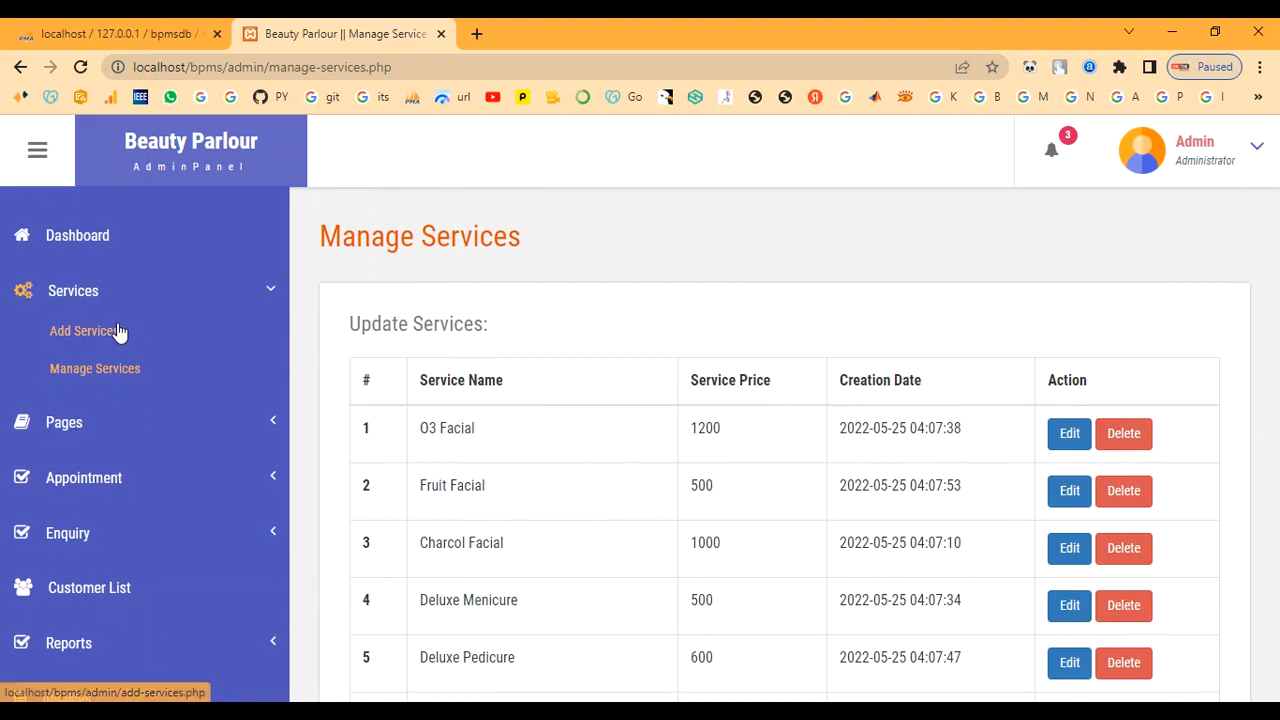 localhost / 127.0.0.1 / bpmsdb /
Beauty Parlour || Manage Service
localhost/bpms/admin/manage-services.php
Paused
IEEE
PY
git
its
url
Go
K
B
M
N
A
P
I
Beauty Parlour
AdminPanel
3
Admin
Administrator
Dashboard
Services
Add Services
Manage Services
Pages
Appointment
Enquiry
Customer List
Reports
localhost/bpms/admin/add-services.php
Manage Services
Update Services:
# Service Name Service Price Creation Date Action
1 O3 Facial 1200 2022-05-25 04:07:38 Edit Delete
2 Fruit Facial 500 2022-05-25 04:07:53 Edit Delete
3 Charcol Facial 1000 2022-05-25 04:07:10 Edit Delete
4 Deluxe Menicure 500 2022-05-25 04:07:34 Edit Delete
5 Deluxe Pedicure 600 2022-05-25 04:07:47 Edit Delete